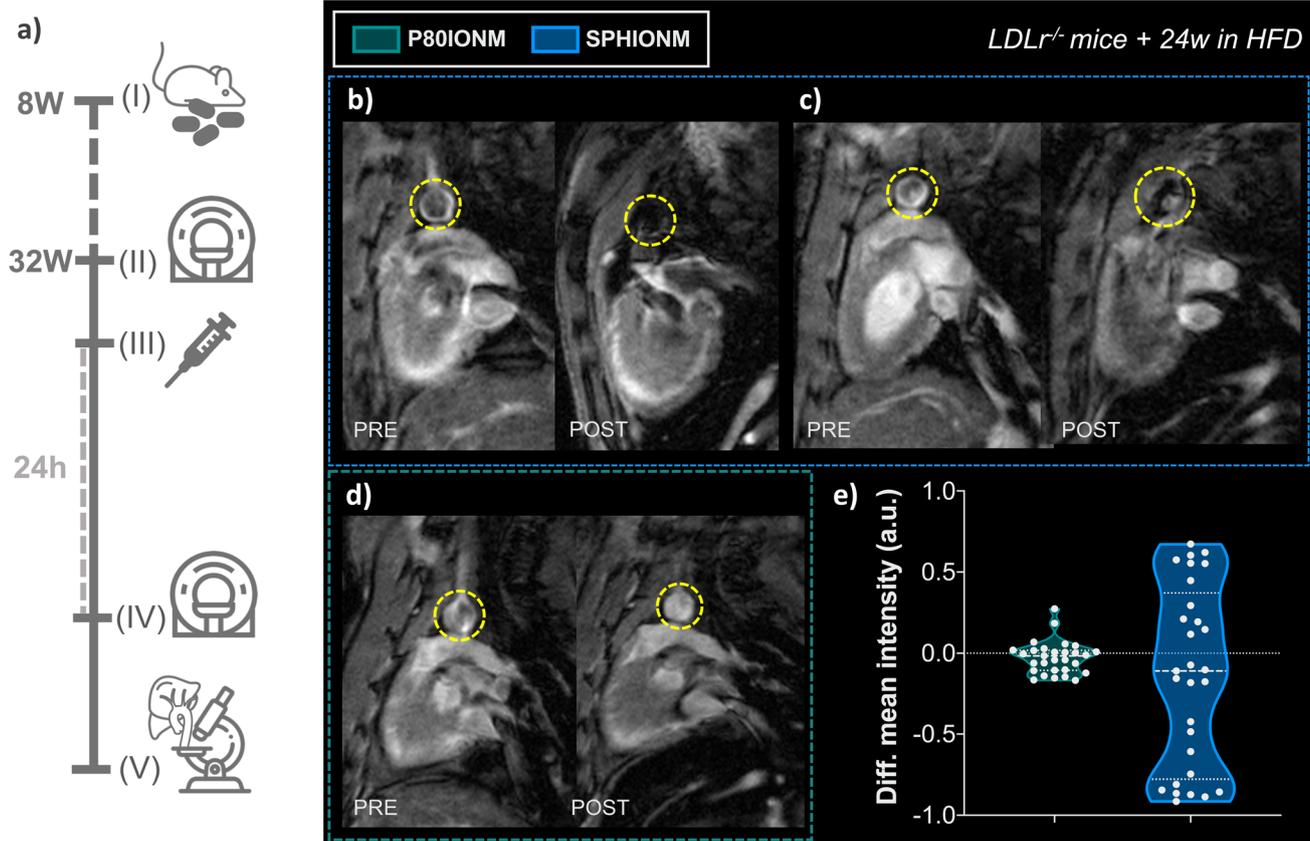 a)
8W
(I)
32W
(II)
(III)
24h
(IV)
(V)
P80IONM
SPHIONM
LDLr-/- mice + 24w in HFD
b)
PRE
POST
c)
PRE
POST
d)
PRE
POST
e)
Diff. mean intensity (a.u.)
1.0
0.5
0.0
-0.5
-1.0